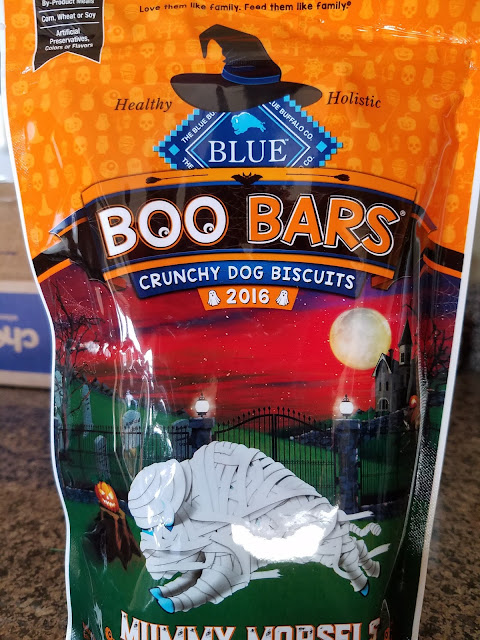 Love them like family. Feed them like family.®
By-Product Meals
Corn, Wheat or Soy
Artificial
Preservatives,
Colors or Flavors
Healthy Holistic
THE BLUE BUFFALO CO.
BLUE™
BOO BARS®
CRUNCHY DOG BISCUITS
2016
MUMMY MORSELS